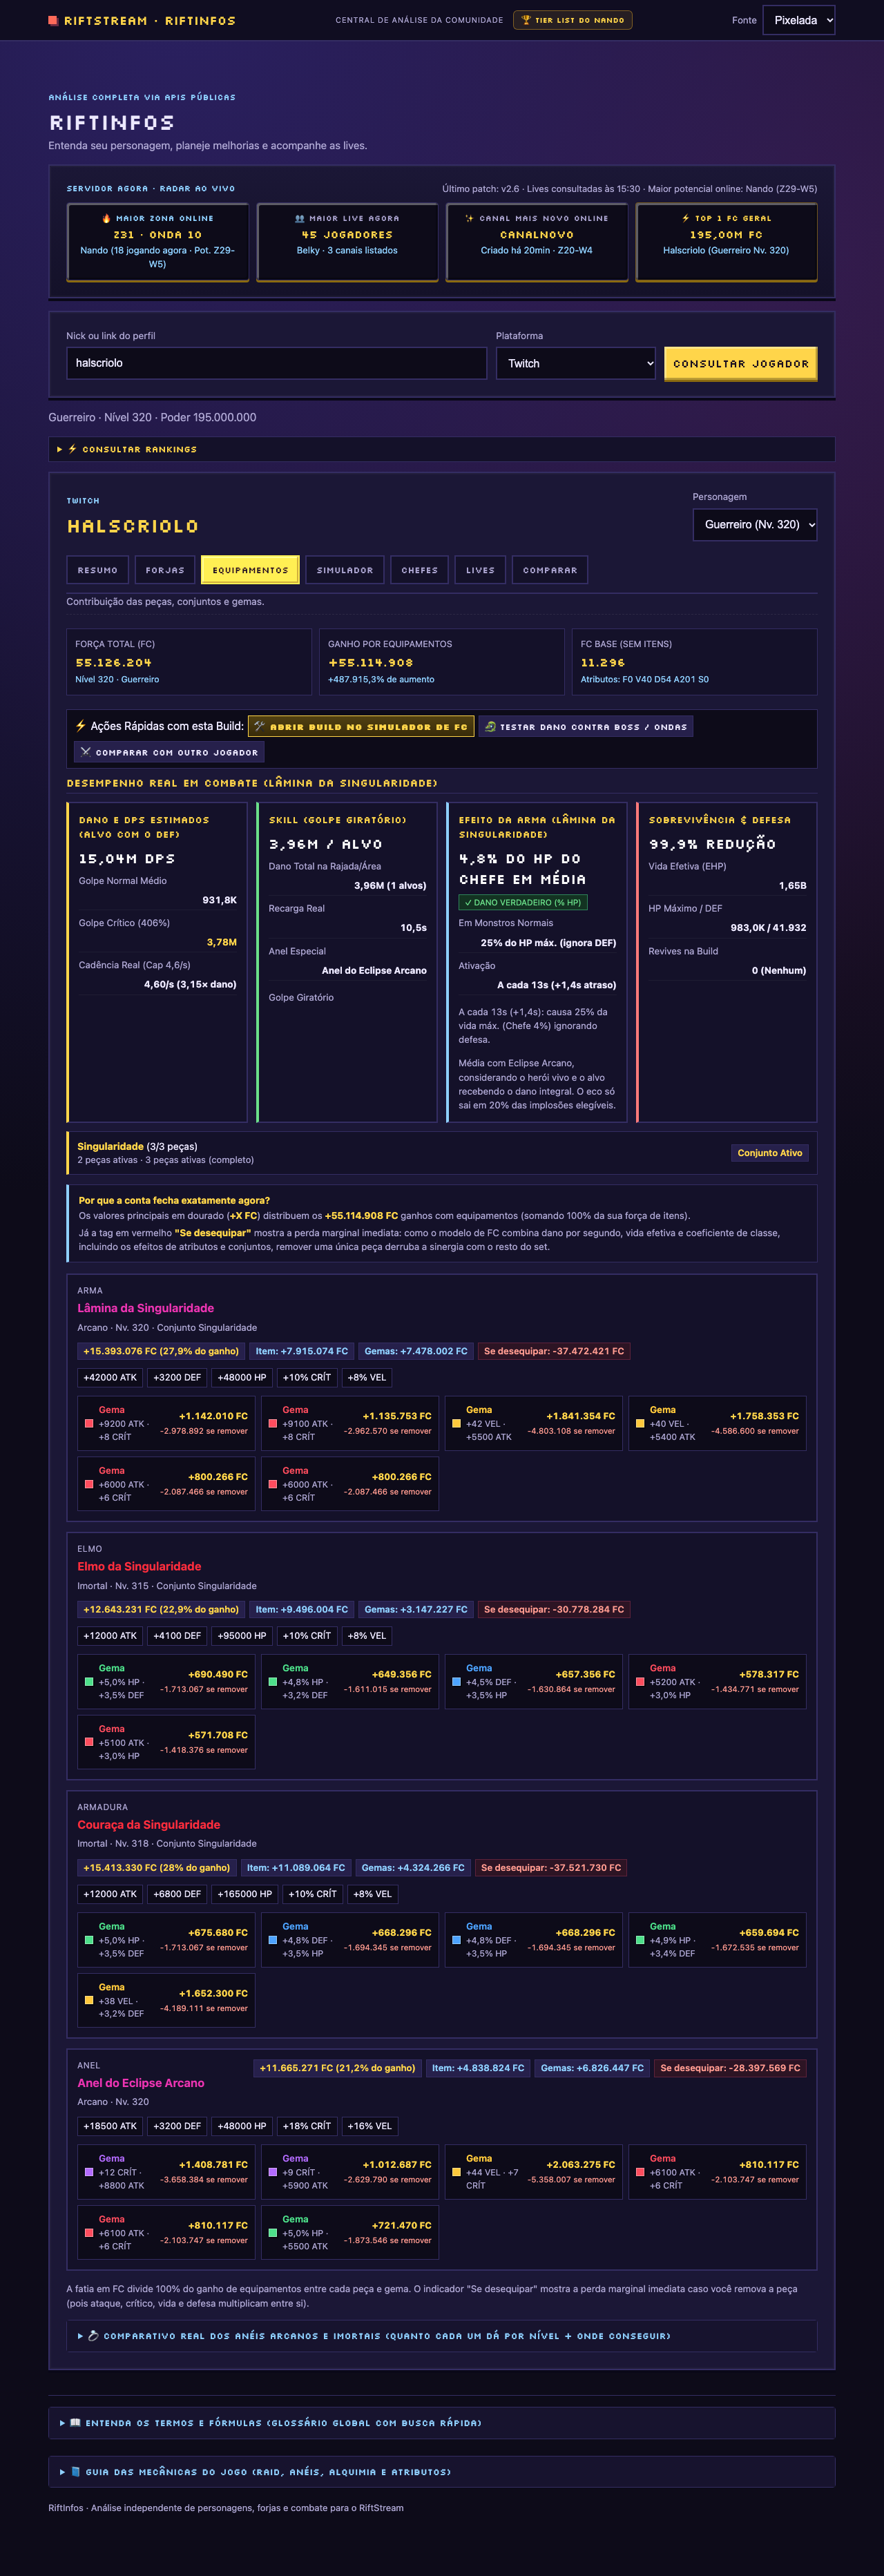 RIFTSTREAM · RIFTINFOS
CENTRAL DE ANÁLISE DA COMUNIDADE
🏆 TIER LIST DO NANDO
Fonte
Pixelada
ANÁLISE COMPLETA VIA APIS PÚBLICAS
RIFTINFOS
Entenda seu personagem, planeje melhorias e acompanhe as lives.
SERVIDOR AGORA · RADAR AO VIVO
Último patch: v2.6 · Lives consultadas às 15:30 · Maior potencial online: Nando (Z29-W5)
🔥 MAIOR ZONA ONLINE
Z31 · ONDA 10
Nando (18 jogando agora · Pot. Z29-
W5)
👥 MAIOR LIVE AGORA
45 JOGADORES
Belky · 3 canais listados
✨ CANAL MAIS NOVO ONLINE
CANALNOVO
Criado há 20min · Z20-W4
⚡ TOP 1 FC GERAL
195,00M FC
Halscriolo (Guerreiro Nv. 320)
Nick ou link do perfil
halscriolo
Plataforma
Twitch
CONSULTAR JOGADOR
Guerreiro · Nível 320 · Poder 195.000.000
▶ ⚡ CONSULTAR RANKINGS
TWITCH
HALSCRIOLO
Personagem
Guerreiro (Nv. 320)
RESUMO
FORJAS
EQUIPAMENTOS
SIMULADOR
CHEFES
LIVES
COMPARAR
Contribuição das peças, conjuntos e gemas.
FORÇA TOTAL (FC)
55.126.204
Nível 320 · Guerreiro
GANHO POR EQUIPAMENTOS
+55.114.908
+487.915,3% de aumento
FC BASE (SEM ITENS)
11.296
Atributos: F0 V40 D54 A201 S0
⚡ Ações Rápidas com esta Build:
🛠️ ABRIR BUILD NO SIMULADOR DE FC
🐲 TESTAR DANO CONTRA BOSS / ONDAS
⚔️ COMPARAR COM OUTRO JOGADOR
DESEMPENHO REAL EM COMBATE (LÂMINA DA SINGULARIDADE)
DANO E DPS ESTIMADOS
(ALVO COM 0 DEF)
15,04M DPS
Golpe Normal Médio
931,8K
Golpe Crítico (406%)
3,78M
Cadência Real (Cap 4,6/s)
4,60/s (3,15× dano)
SKILL (GOLPE GIRATÓRIO)
3,96M / ALVO
Dano Total na Rajada/Área
3,96M (1 alvos)
Recarga Real
10,5s
Anel Especial
Anel do Eclipse Arcano
Golpe Giratório
EFEITO DA ARMA (LÂMINA DA
SINGULARIDADE)
4,8% DO HP DO
CHEFE EM MÉDIA
✓ DANO VERDADEIRO (% HP)
Em Monstros Normais
25% do HP máx. (ignora DEF)
Ativação
A cada 13s (+1,4s atraso)
A cada 13s (+1,4s): causa 25% da
vida máx. (Chefe 4%) ignorando
defesa.
Média com Eclipse Arcano,
considerando o herói vivo e o alvo
recebendo o dano integral. O eco só
sai em 20% das implosões elegíveis.
SOBREVIVÊNCIA & DEFESA
99,9% REDUÇÃO
Vida Efetiva (EHP)
1,65B
HP Máximo / DEF
983,0K / 41.932
Revives na Build
0 (Nenhum)
Singularidade (3/3 peças)
2 peças ativas · 3 peças ativas (completo)
Conjunto Ativo
Por que a conta fecha exatamente agora?
Os valores principais em dourado (+X FC) distribuem os +55.114.908 FC ganhos com equipamentos (somando 100% da sua força de itens).
Já a tag em vermelho "Se desequipar" mostra a perda marginal imediata: como o modelo de FC combina dano por segundo, vida efetiva e coeficiente de classe,
incluindo os efeitos de atributos e conjuntos, remover uma única peça derruba a sinergia com o resto do set.
ARMA
Lâmina da Singularidade
Arcano · Nv. 320 · Conjunto Singularidade
+15.393.076 FC (27,9% do ganho)
Item: +7.915.074 FC
Gemas: +7.478.002 FC
Se desequipar: -37.472.421 FC
+42000 ATK
+3200 DEF
+48000 HP
+10% CRÍT
+8% VEL
Gema
+9200 ATK ·
+8 CRÍT
+1.142.010 FC
-2.978.892 se remover
Gema
+9100 ATK ·
+8 CRÍT
+1.135.753 FC
-2.962.570 se remover
Gema
+42 VEL ·
+5500 ATK
+1.841.354 FC
-4.803.108 se remover
Gema
+40 VEL ·
+5400 ATK
+1.758.353 FC
-4.586.600 se remover
Gema
+6000 ATK ·
+6 CRÍT
+800.266 FC
-2.087.466 se remover
Gema
+6000 ATK ·
+6 CRÍT
+800.266 FC
-2.087.466 se remover
ELMO
Elmo da Singularidade
Imortal · Nv. 315 · Conjunto Singularidade
+12.643.231 FC (22,9% do ganho)
Item: +9.496.004 FC
Gemas: +3.147.227 FC
Se desequipar: -30.778.284 FC
+12000 ATK
+4100 DEF
+95000 HP
+10% CRÍT
+8% VEL
Gema
+5,0% HP ·
+3,5% DEF
+690.490 FC
-1.713.067 se remover
Gema
+4,8% HP ·
+3,2% DEF
+649.356 FC
-1.611.015 se remover
Gema
+4,5% DEF ·
+3,5% HP
+657.356 FC
-1.630.864 se remover
Gema
+5200 ATK ·
+3,0% HP
+578.317 FC
-1.434.771 se remover
Gema
+5100 ATK ·
+3,0% HP
+571.708 FC
-1.418.376 se remover
ARMADURA
Couraça da Singularidade
Imortal · Nv. 318 · Conjunto Singularidade
+15.413.330 FC (28% do ganho)
Item: +11.089.064 FC
Gemas: +4.324.266 FC
Se desequipar: -37.521.730 FC
+12000 ATK
+6800 DEF
+165000 HP
+10% CRÍT
+8% VEL
Gema
+5,0% HP ·
+3,5% DEF
+675.680 FC
-1.713.067 se remover
Gema
+4,8% DEF ·
+3,5% HP
+668.296 FC
-1.694.345 se remover
Gema
+4,8% DEF ·
+3,5% HP
+668.296 FC
-1.694.345 se remover
Gema
+4,9% HP ·
+3,4% DEF
+659.694 FC
-1.672.535 se remover
Gema
+38 VEL ·
+3,2% DEF
+1.652.300 FC
-4.189.111 se remover
ANEL
Anel do Eclipse Arcano
Arcano · Nv. 320
+11.665.271 FC (21,2% do ganho)
Item: +4.838.824 FC
Gemas: +6.826.447 FC
Se desequipar: -28.397.569 FC
+18500 ATK
+3200 DEF
+48000 HP
+18% CRÍT
+16% VEL
Gema
+12 CRÍT ·
+8800 ATK
+1.408.781 FC
-3.658.384 se remover
Gema
+9 CRÍT ·
+5900 ATK
+1.012.687 FC
-2.629.790 se remover
Gema
+44 VEL · +7
CRÍT
+2.063.275 FC
-5.358.007 se remover
Gema
+6100 ATK ·
+6 CRÍT
+810.117 FC
-2.103.747 se remover
Gema
+6100 ATK ·
+6 CRÍT
+810.117 FC
-2.103.747 se remover
Gema
+5,0% HP ·
+5500 ATK
+721.470 FC
-1.873.546 se remover
A fatia em FC divide 100% do ganho de equipamentos entre cada peça e gema. O indicador "Se desequipar" mostra a perda marginal imediata caso você remova a peça
(pois ataque, crítico, vida e defesa multiplicam entre si).
▶ 💍 COMPARATIVO REAL DOS ANÉIS ARCANOS E IMORTAIS (QUANTO CADA UM DÁ POR NÍVEL + ONDE CONSEGUIR)
▶ 📖 ENTENDA OS TERMOS E FÓRMULAS (GLOSSÁRIO GLOBAL COM BUSCA RÁPIDA)
▶ 📘 GUIA DAS MECÂNICAS DO JOGO (RAID, ANÉIS, ALQUIMIA E ATRIBUTOS)
RiftInfos · Análise independente de personagens, forjas e combate para o RiftStream